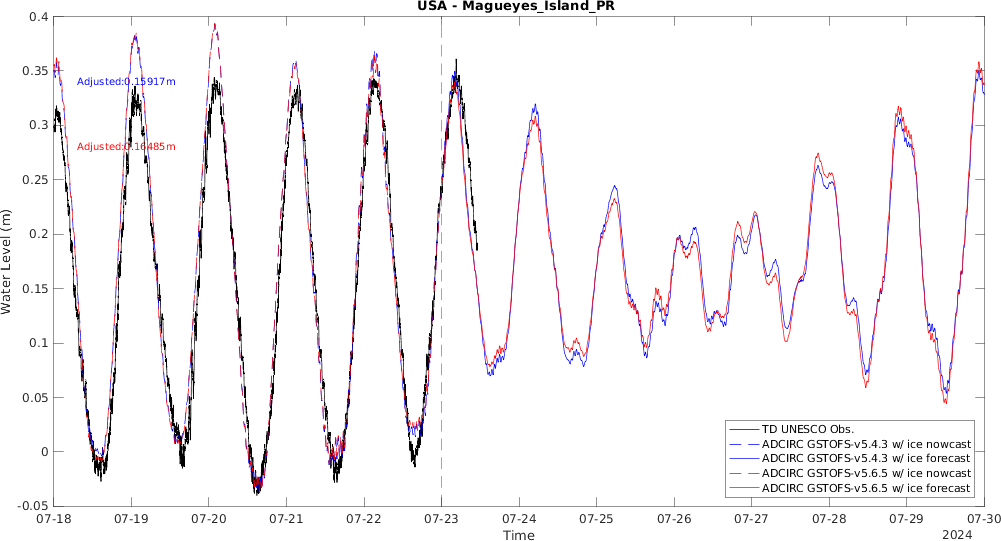 USA - Magueyes_Island_PR
0.4
0.35
0.3
0.25
0.2
0.15
0.1
0.05
0
-0.05
Water Level (m)
Adjusted:0.15917m
Adjusted:0.16485m
TD UNESCO Obs.
ADCIRC GSTOFS-v5.4.3 w/ ice nowcast
ADCIRC GSTOFS-v5.4.3 w/ ice forecast
ADCIRC GSTOFS-v5.6.5 w/ ice nowcast
ADCIRC GSTOFS-v5.6.5 w/ ice forecast
07-18 07-19 07-20 07-21 07-22 07-23 07-24 07-25 07-26 07-27 07-28 07-29 07-30
Time
2024